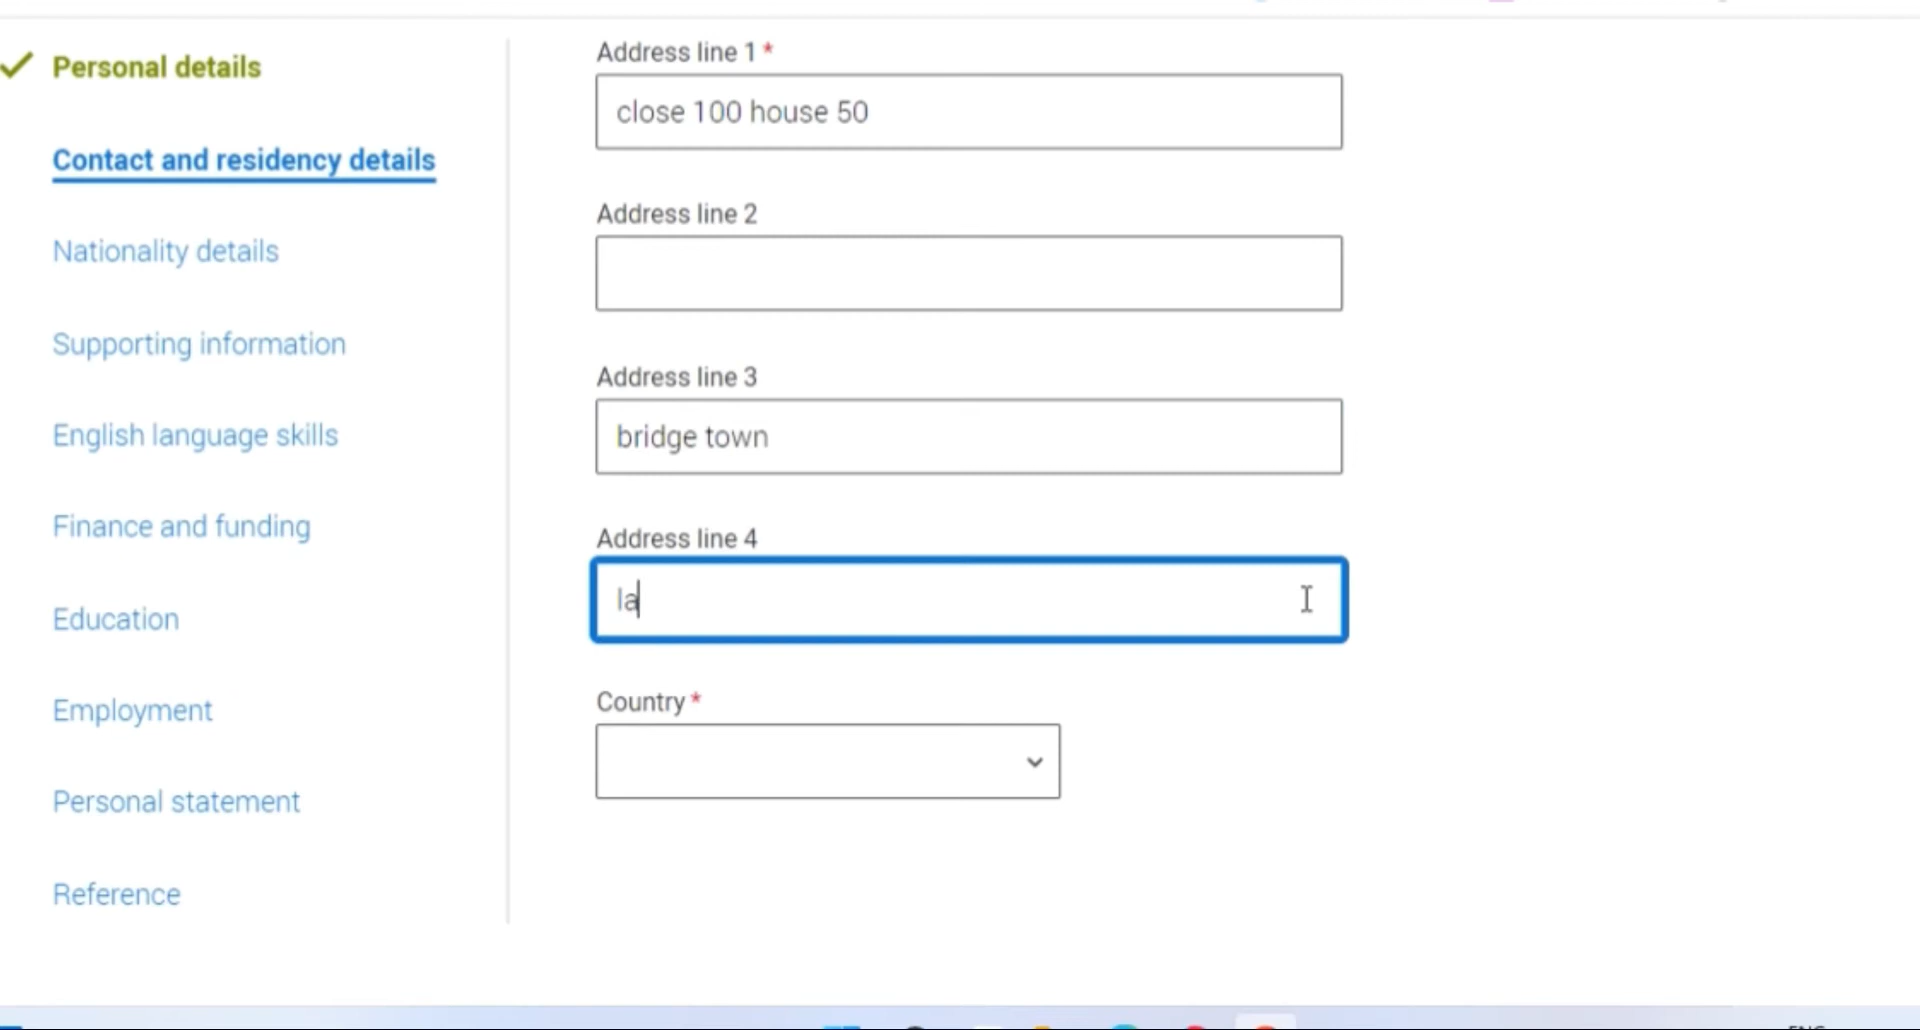 Personal details
Contact and residency details
Nationality details
Supporting information
English language skills
Finance and funding
Education
Employment
Personal statement
Reference
Address line 1 *
close 100 house 50
Address line 2
Address line 3
bridge town
Address line 4
la
Country *